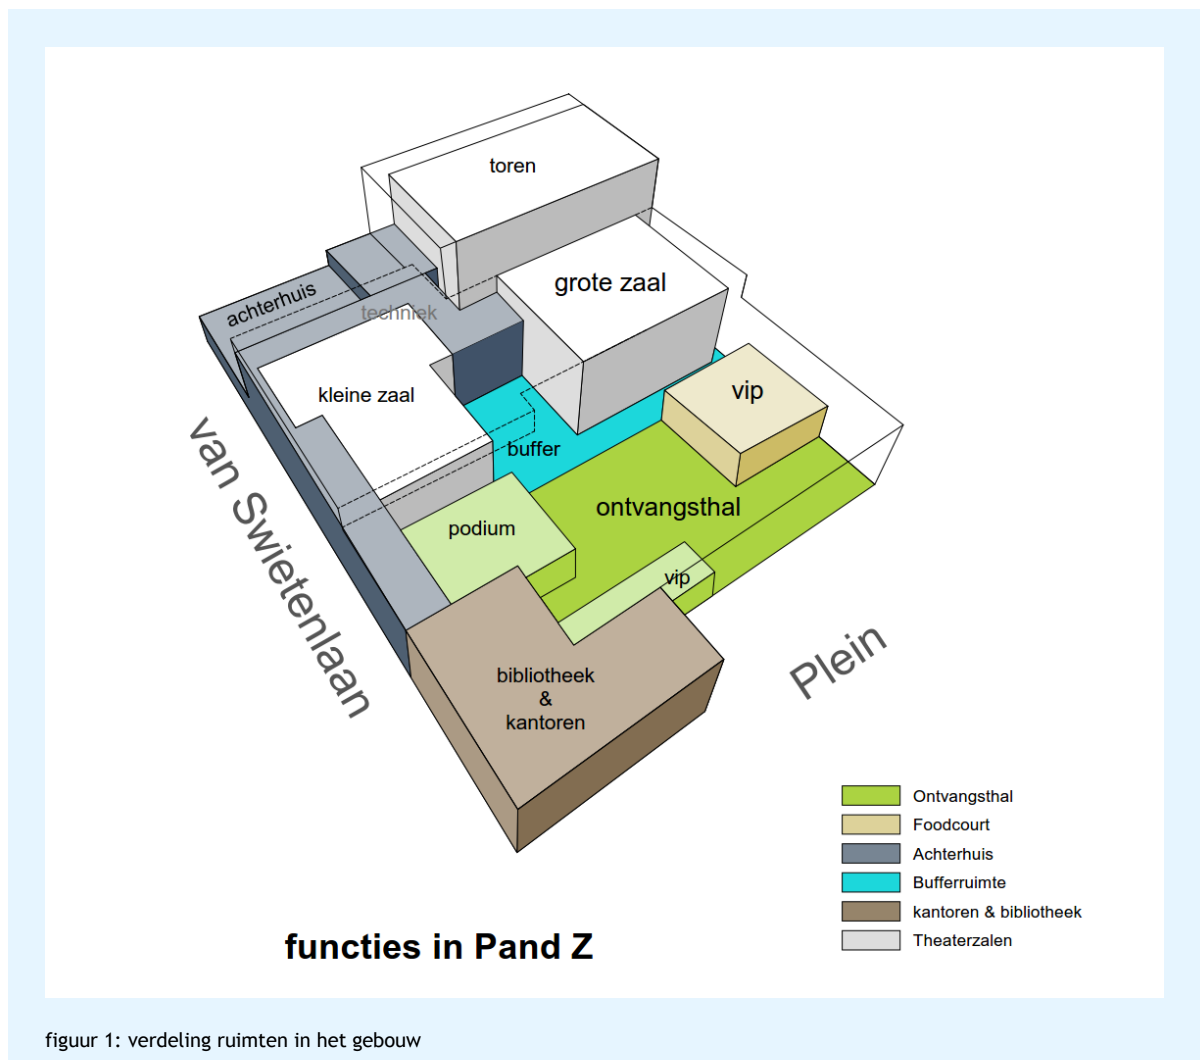 toren
grote zaal
achterhuis
techniek
kleine zaal
vip
buffer
ontvangsthal
podium
vip
van Swietenlaan
Plein
bibliotheek
&
kantoren
Ontvangsthal
Foodcourt
Achterhuis
Bufferruimte
kantoren & bibliotheek
Theaterzalen
functies in Pand Z
figuur 1: verdeling ruimten in het gebouw